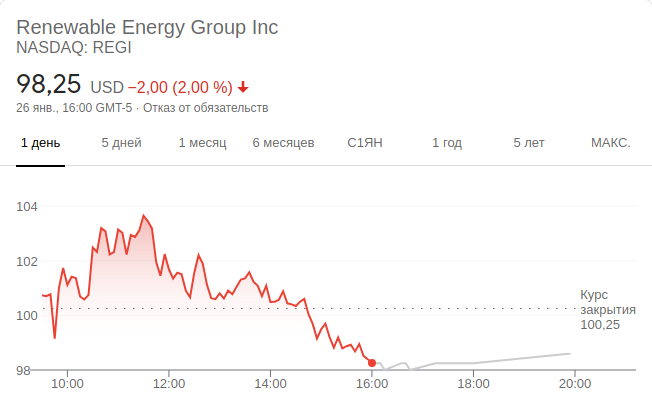 Renewable Energy Group Inc
NASDAQ: REGI
98,25 USD −2,00 (2,00 %)
26 янв., 16:00 GMT-5 · Отказ от обязательств
1 день 5 дней 1 месяц 6 месяцев С1ЯН 1 год 5 лет МАКС.
104
102
100
98
Курс
закрытия
100,25
10:00 12:00 14:00 16:00 18:00 20:00